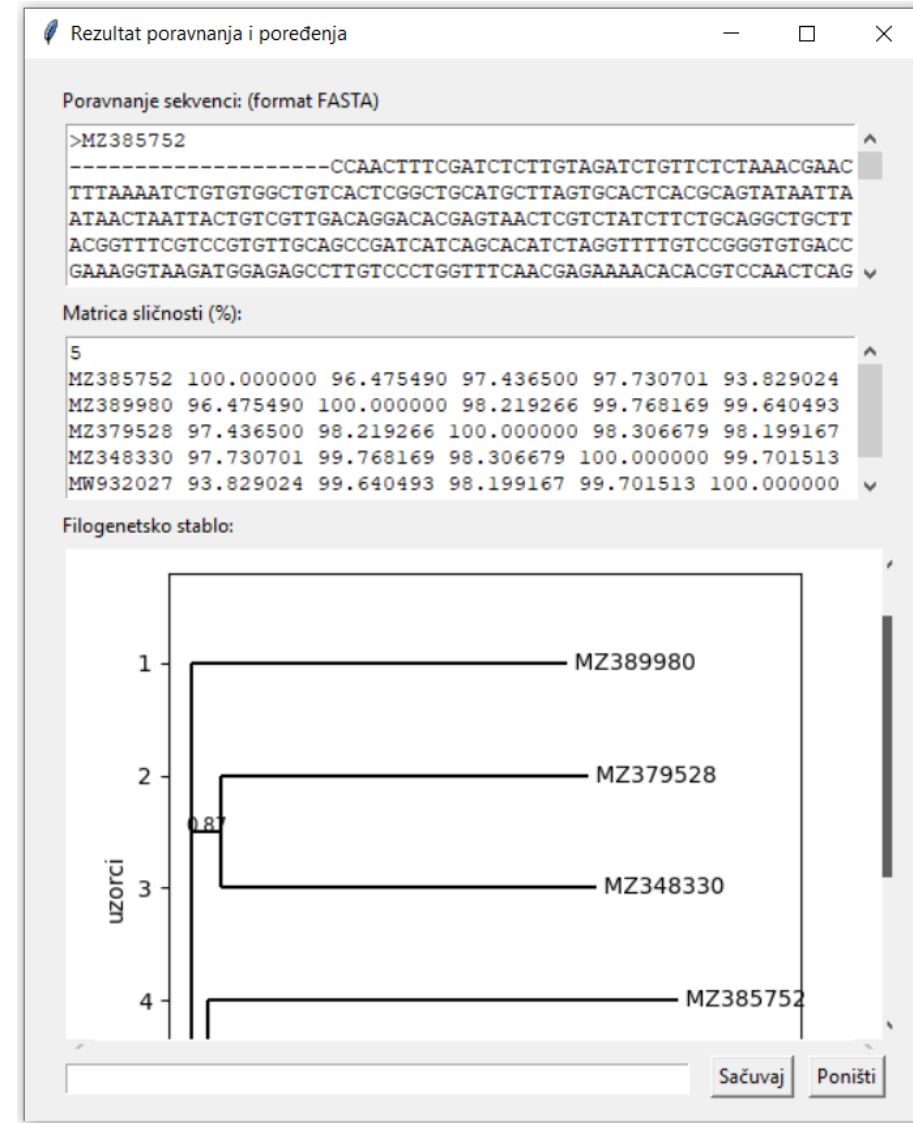 Rezultat poravnanja i poređenja
Poravnanje sekvenci: (format FASTA)
>MZ385752
--------------------CCAACTTTCGATCTCTTGTAGATCTGTTCTCTAAACGAAC
TTTAAAATCTGTGTGGCTGTCACTCGGCTGCATGCTTAGTGCACTCACGCAGTATAATTA
ATAACTAATTACTGTCGTTGACAGGACACGAGTAACTCGTCTATCTTCTGCAGGCTGCTT
ACGGTTTCGTCCGTGTTGCAGCCGATCATCAGCACATCTAGGTTTTGTCCGGGTGTGACC
GAAAGGTAAGATGGAGAGCCTTGTCCCTGGTTTCAACGAGAAAACACACGTCCAACTCAG
Matrica sličnosti (%):
5
MZ385752 100.000000 96.475490 97.436500 97.730701 93.829024
MZ389980 96.475490 100.000000 98.219266 99.768169 99.640493
MZ379528 97.436500 98.219266 100.000000 98.306679 98.199167
MZ348330 97.730701 99.768169 98.306679 100.000000 99.701513
MW932027 93.829024 99.640493 98.199167 99.701513 100.000000
Filogenetsko stablo:
1
MZ389980
2
MZ379528
0.87
uzorci
3
MZ348330
4
MZ385752
Sačuvaj
Poništi